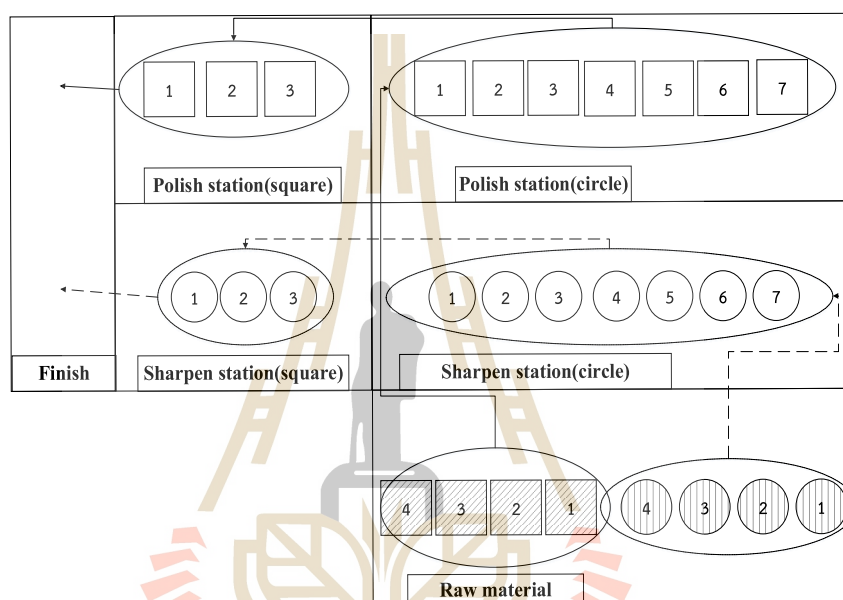 1 2 3
1 2 3 4 5 6 7
Polish station(square)
Polish station(circle)
1 2 3
1 2 3 4 5 6 7
Finish
Sharpen station(square)
Sharpen station(circle)
4 3 2 1
4 3 2 1
Raw material